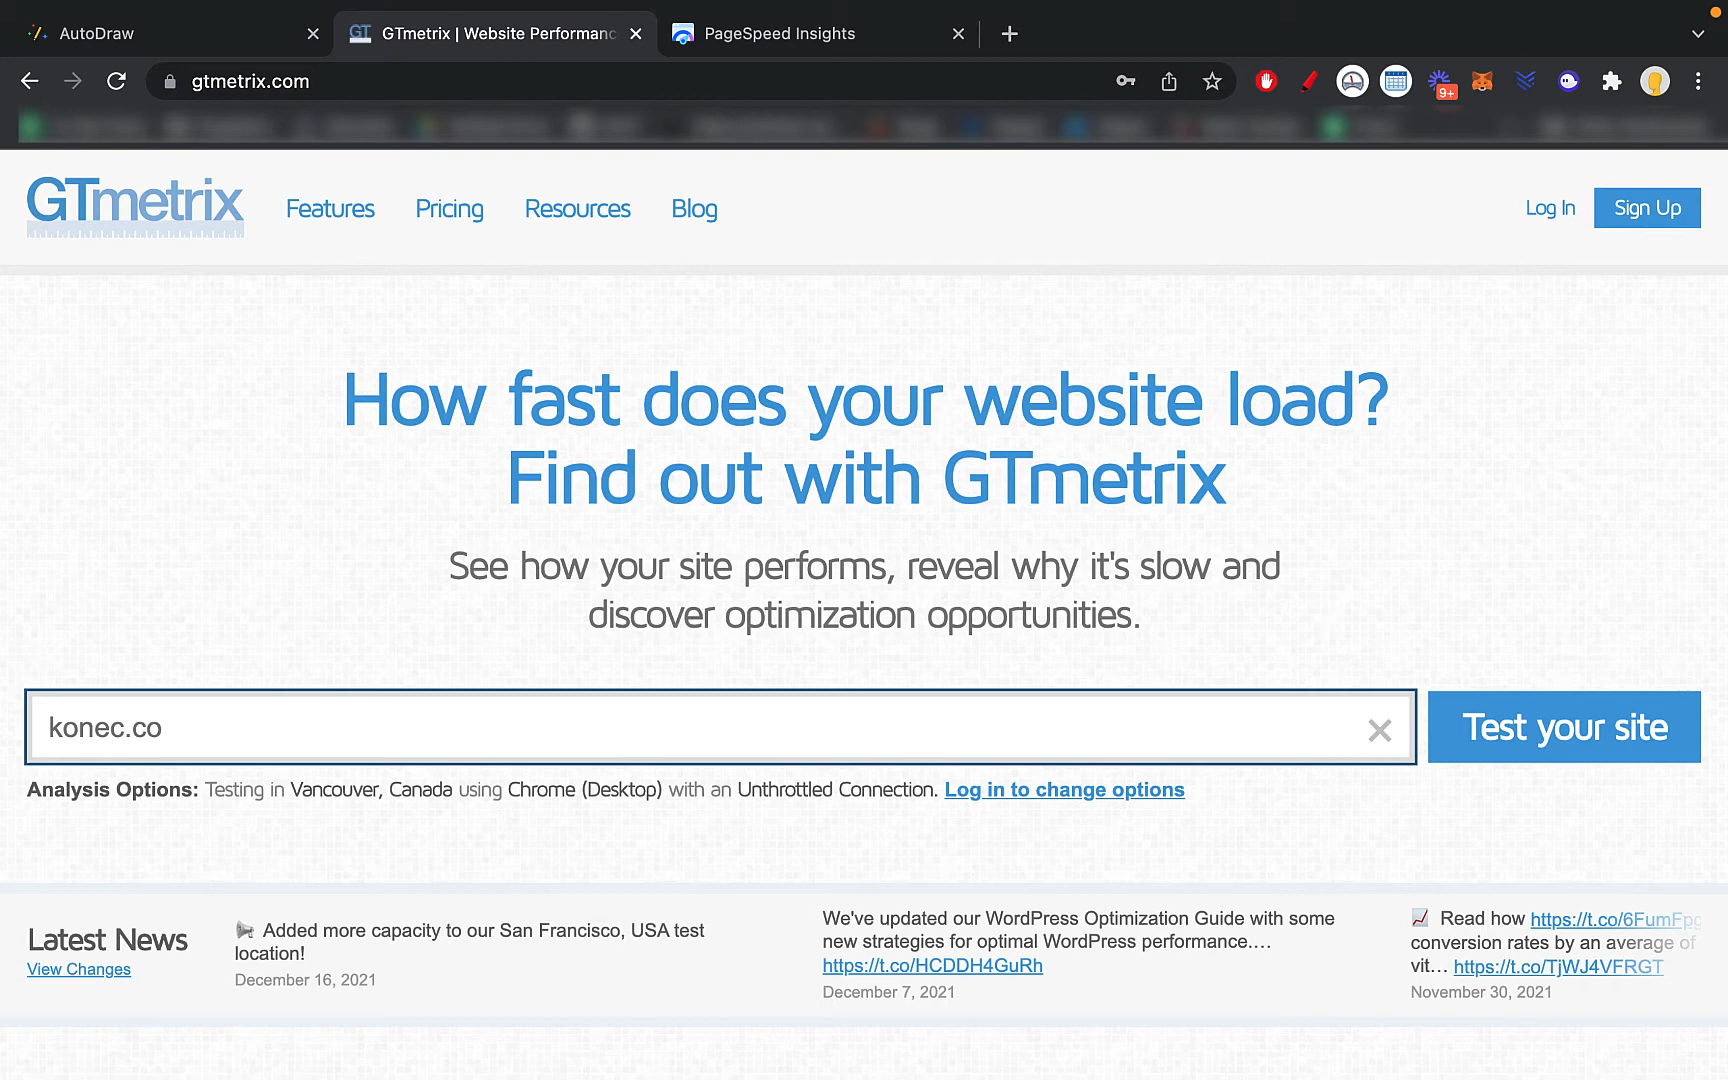 AutoDraw
GTmetrix | Website Performanc
PageSpeed Insights
gtmetrix.com
9+
GTmetrix
Features
Pricing
Resources
Blog
Log In
Sign Up
How fast does your website load?
Find out with GTmetrix
See how your site performs, reveal why it's slow and
discover optimization opportunities.
konec.co
Test your site
Analysis Options: Testing in Vancouver, Canada using Chrome (Desktop) with an Unthrottled Connection. Log in to change options
Latest News
View Changes
Added more capacity to our San Francisco, USA test
location!
December 16, 2021
We've updated our WordPress Optimization Guide with some
new strategies for optimal WordPress performance....
https://t.co/HCDDH4GuRh
December 7, 2021
Read how https://t.co/6FumFpg
conversion rates by an average of
vit... https://t.co/TjWJ4VFRGT
November 30, 2021